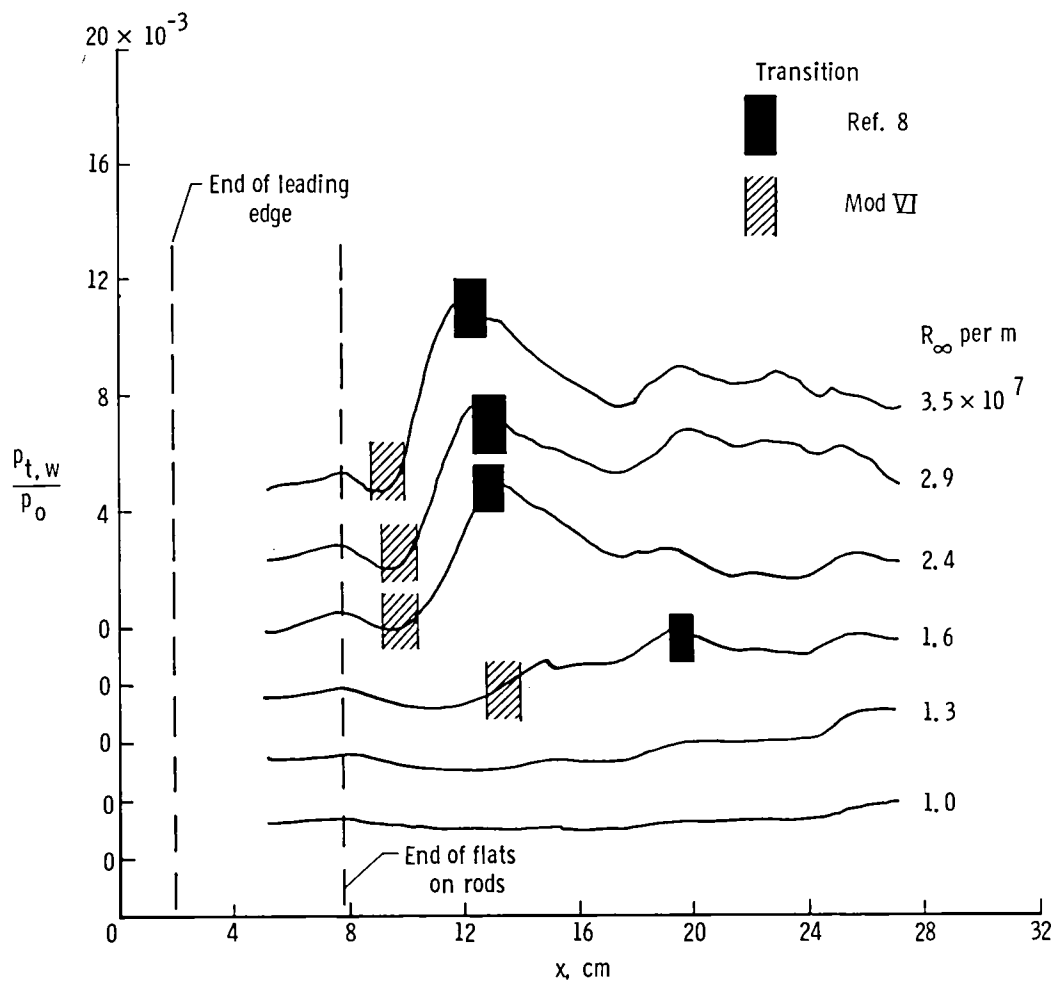 20 × 10⁻³
Transition
Ref. 8
16
End of leading
edge
Mod VI
12
R∞ per m
8
3.5 × 10⁷
p t, w
p o
2.9
4
2.4
0
1.6
0
1.3
0
1.0
0
0
End of flats
on rods
0 4 8 12 16 20 24 28 32
x, cm